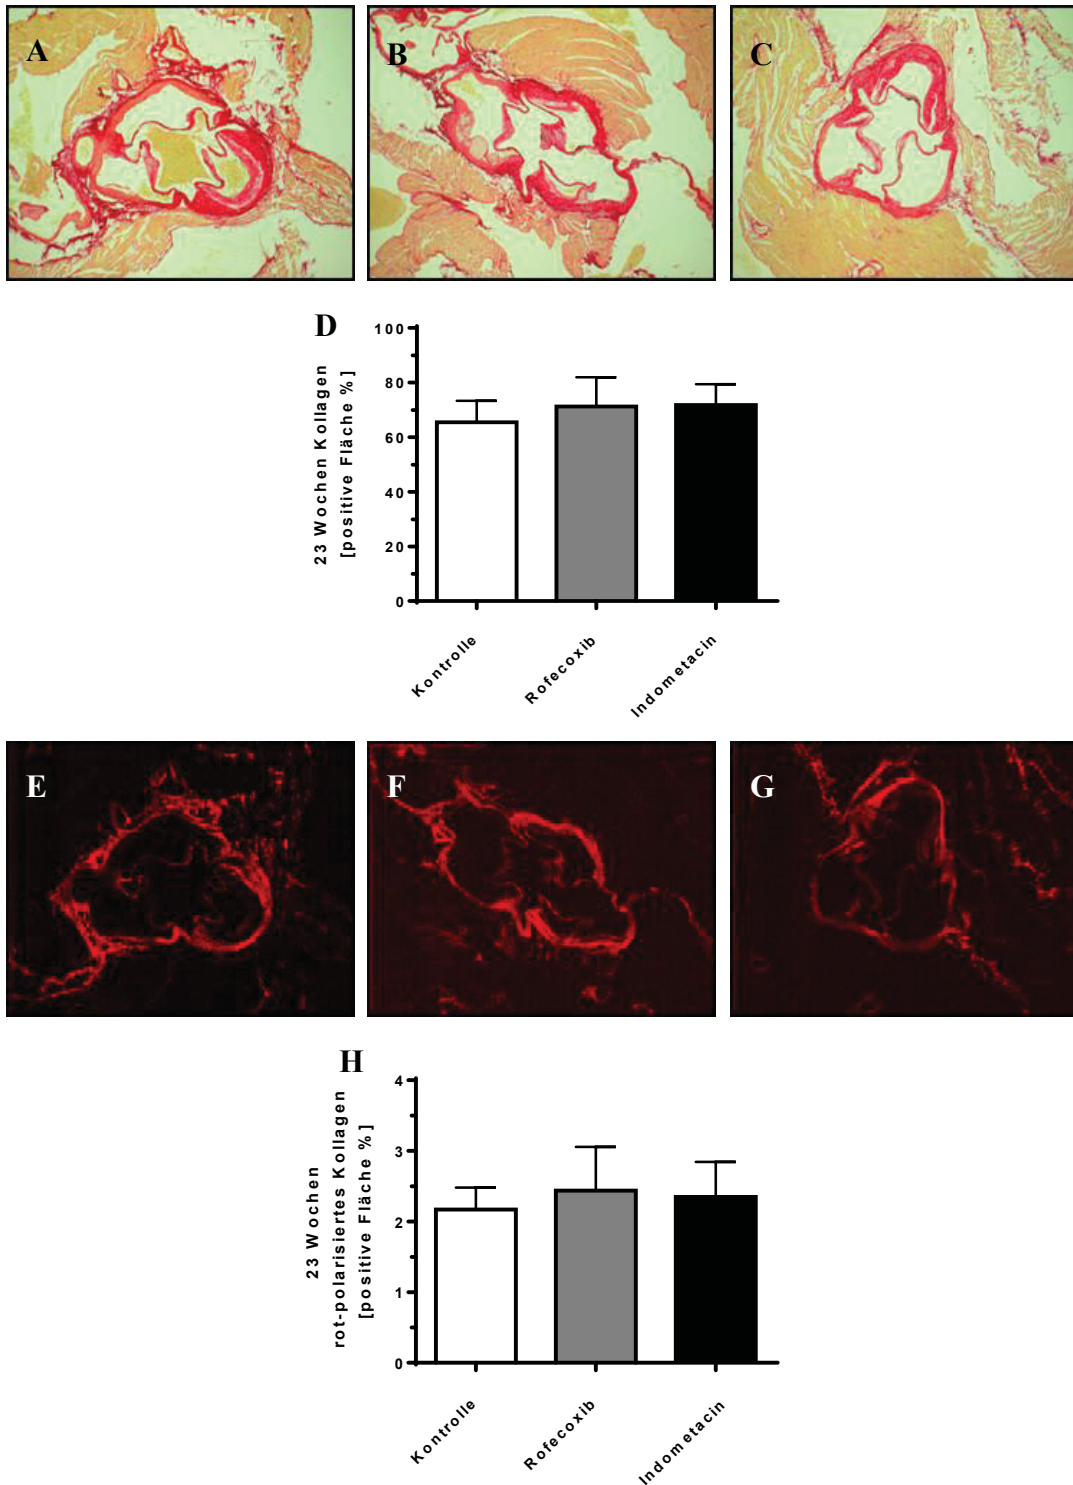 A
B
C
D
23 Wochen Kollagen
[positive Fläche %]
100
80
60
40
20
0
Kontrolle
Rofecoxib
Indometacin
E
F
G
H
23 Wochen
rot-polarisiertes Kollagen
[positive Fläche %]
4
3
2
1
0
Kontrolle
Rofecoxib
Indometacin